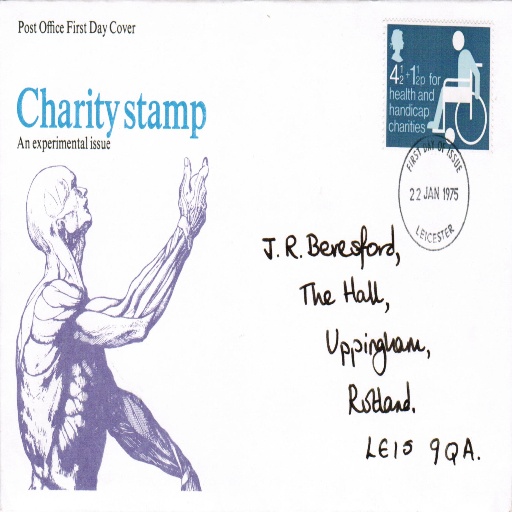 Post Office First Day Cover
Charity stamp
An experimental issue
4½+1½p for
health and
handicap
charities
FIRST DAY OF ISSUE
22 JAN 1975
LEICESTER
J. R. Beresford,
The Hall,
Uppingham,
Rutland.
LE15 9QA.